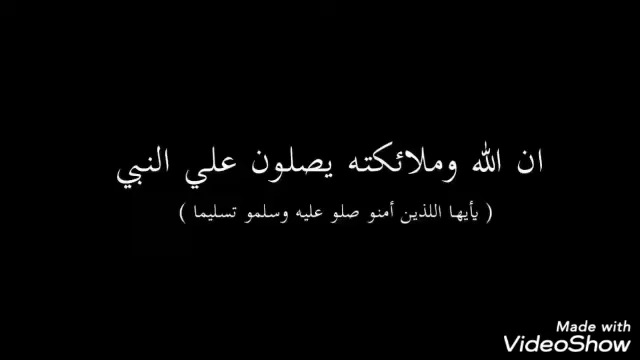 ان الله وملائكته يصلون علي النبي
( يأيها اللذين أمنو صلو عليه وسلمو تسليما )
Made with
VideoShow